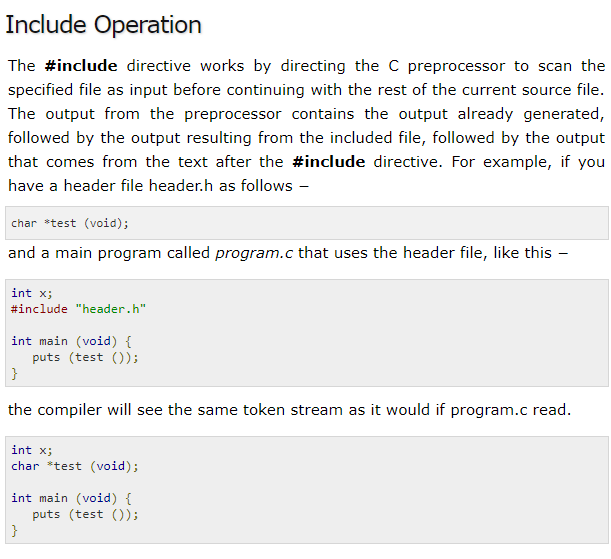 Include Operation
The #include directive works by directing the C preprocessor to scan the
specified file as input before continuing with the rest of the current source file.
The output from the preprocessor contains the output already generated,
followed by the output resulting from the included file, followed by the output
that comes from the text after the #include directive. For example, if you
have a header file header.h as follows −
char *test (void);
and a main program called program.c that uses the header file, like this −
int x;
#include "header.h"
int main (void) {
   puts (test ());
}
the compiler will see the same token stream as it would if program.c read.
int x;
char *test (void);
int main (void) {
   puts (test ());
}